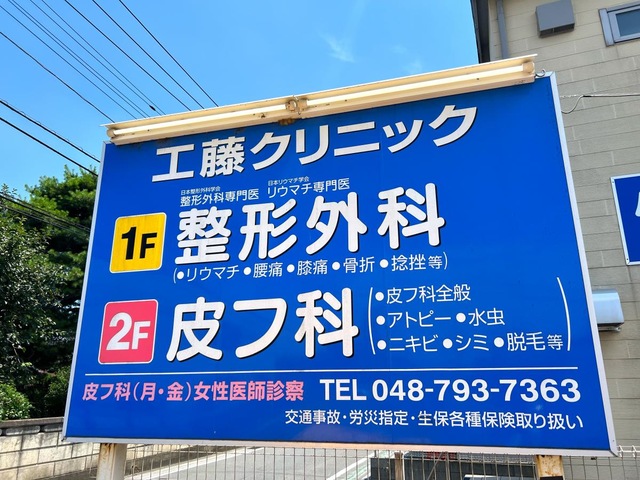 工藤クリニック
日本整形外科学会 日本リウマチ学会
整形外科専門医 リウマチ専門医
1F 整形外科
(●リウマチ●腰痛●膝痛●骨折●捻挫等)
2F 皮フ科
●皮フ科全般
●アトピー●水虫
●ニキビ●シミ●脱毛等
皮フ科(月・金)女性医師診察 TEL 048-793-7363
交通事故・労災指定・生保各種保険取り扱い